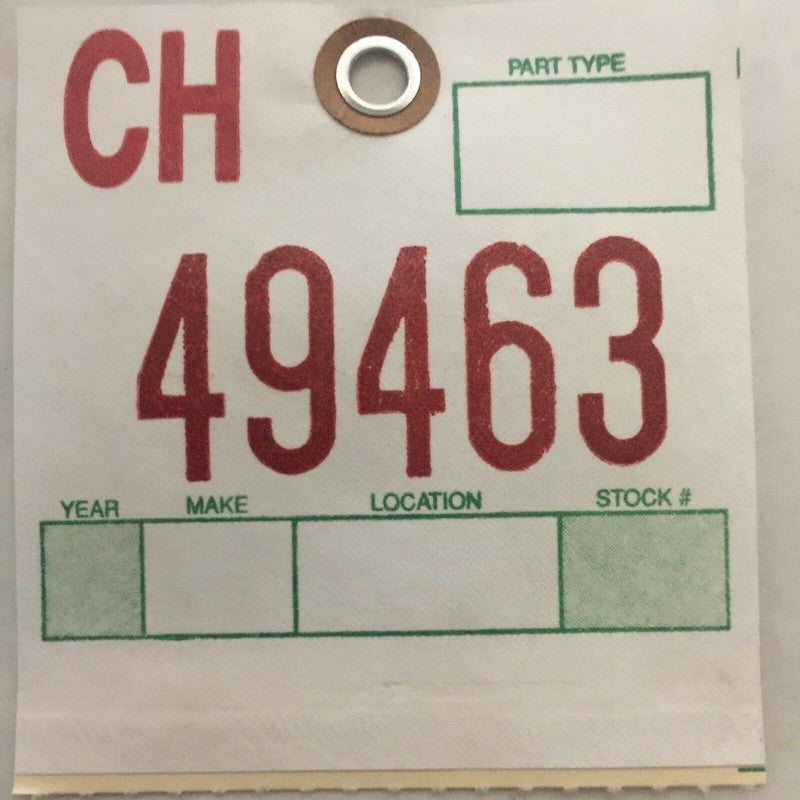 CH
PART TYPE
49463
YEAR MAKE LOCATION STOCK #